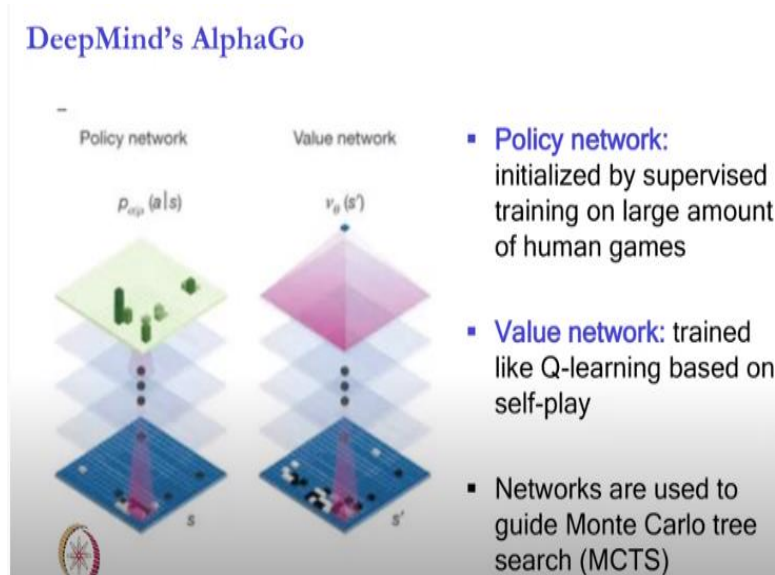 DeepMind's AlphaGo
Policy network
Value network
p_σ/ρ (a|s)
v_θ (s')
s
s'
▪ Policy network:
initialized by supervised
training on large amount
of human games
▪ Value network: trained
like Q-learning based on
self-play
▪ Networks are used to
guide Monte Carlo tree
search (MCTS)